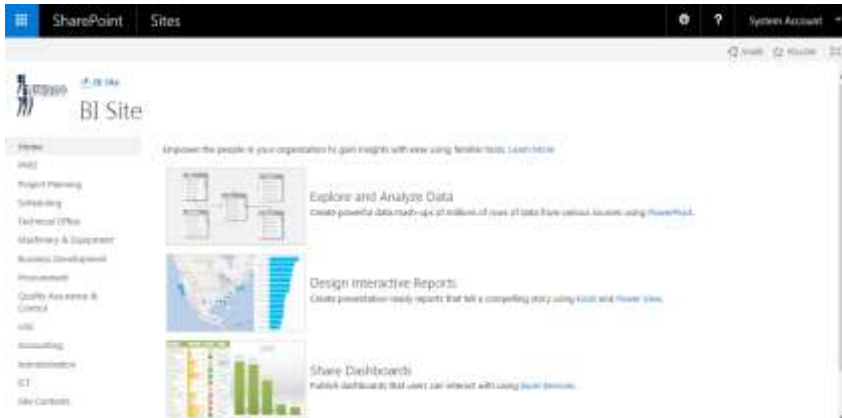 SharePoint Sites ? System Account
SHARE FOLLOW
BI Site
BI Site
Home
Empower the people in your organization to gain insights with ease using familiar tools. Learn More
Project Planning
Scheduling
Technical Office
Machinery & Equipment
Business Development
Procurement
Quality Assurance &
Control
HSE
Accounting
Administration
ICT
Site Contents
Explore and Analyze Data
Create powerful data mash-ups of millions of rows of data from various sources using PowerPivot.
Design Interactive Reports
Create presentation-ready reports that tell a compelling story using Excel and Power View.
Share Dashboards
Publish dashboards that users can interact with using Excel Services.